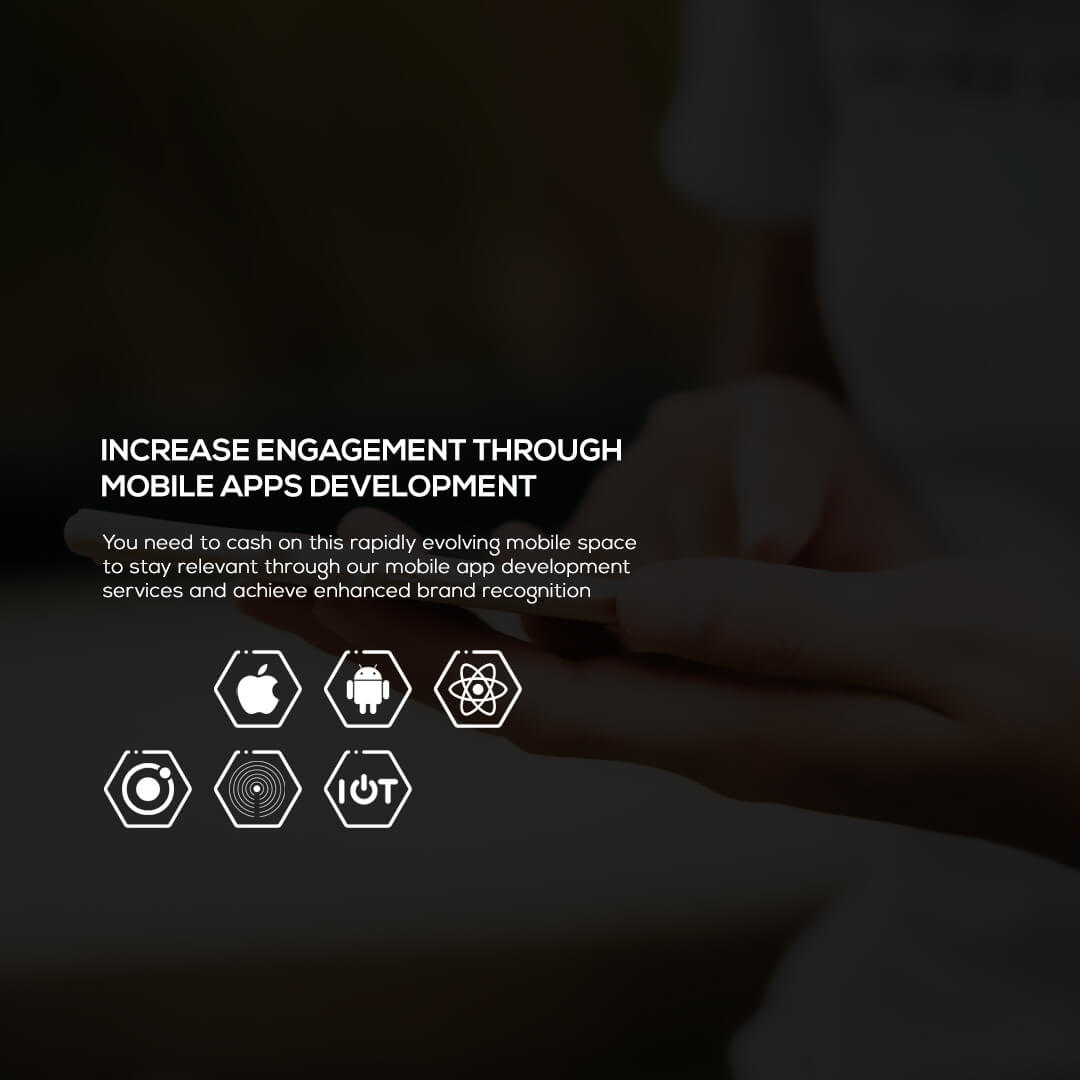 INCREASE ENGAGEMENT THROUGH
MOBILE APPS DEVELOPMENT
You need to cash on this rapidly evolving mobile space
to stay relevant through our mobile app development
services and achieve enhanced brand recognition
IOT